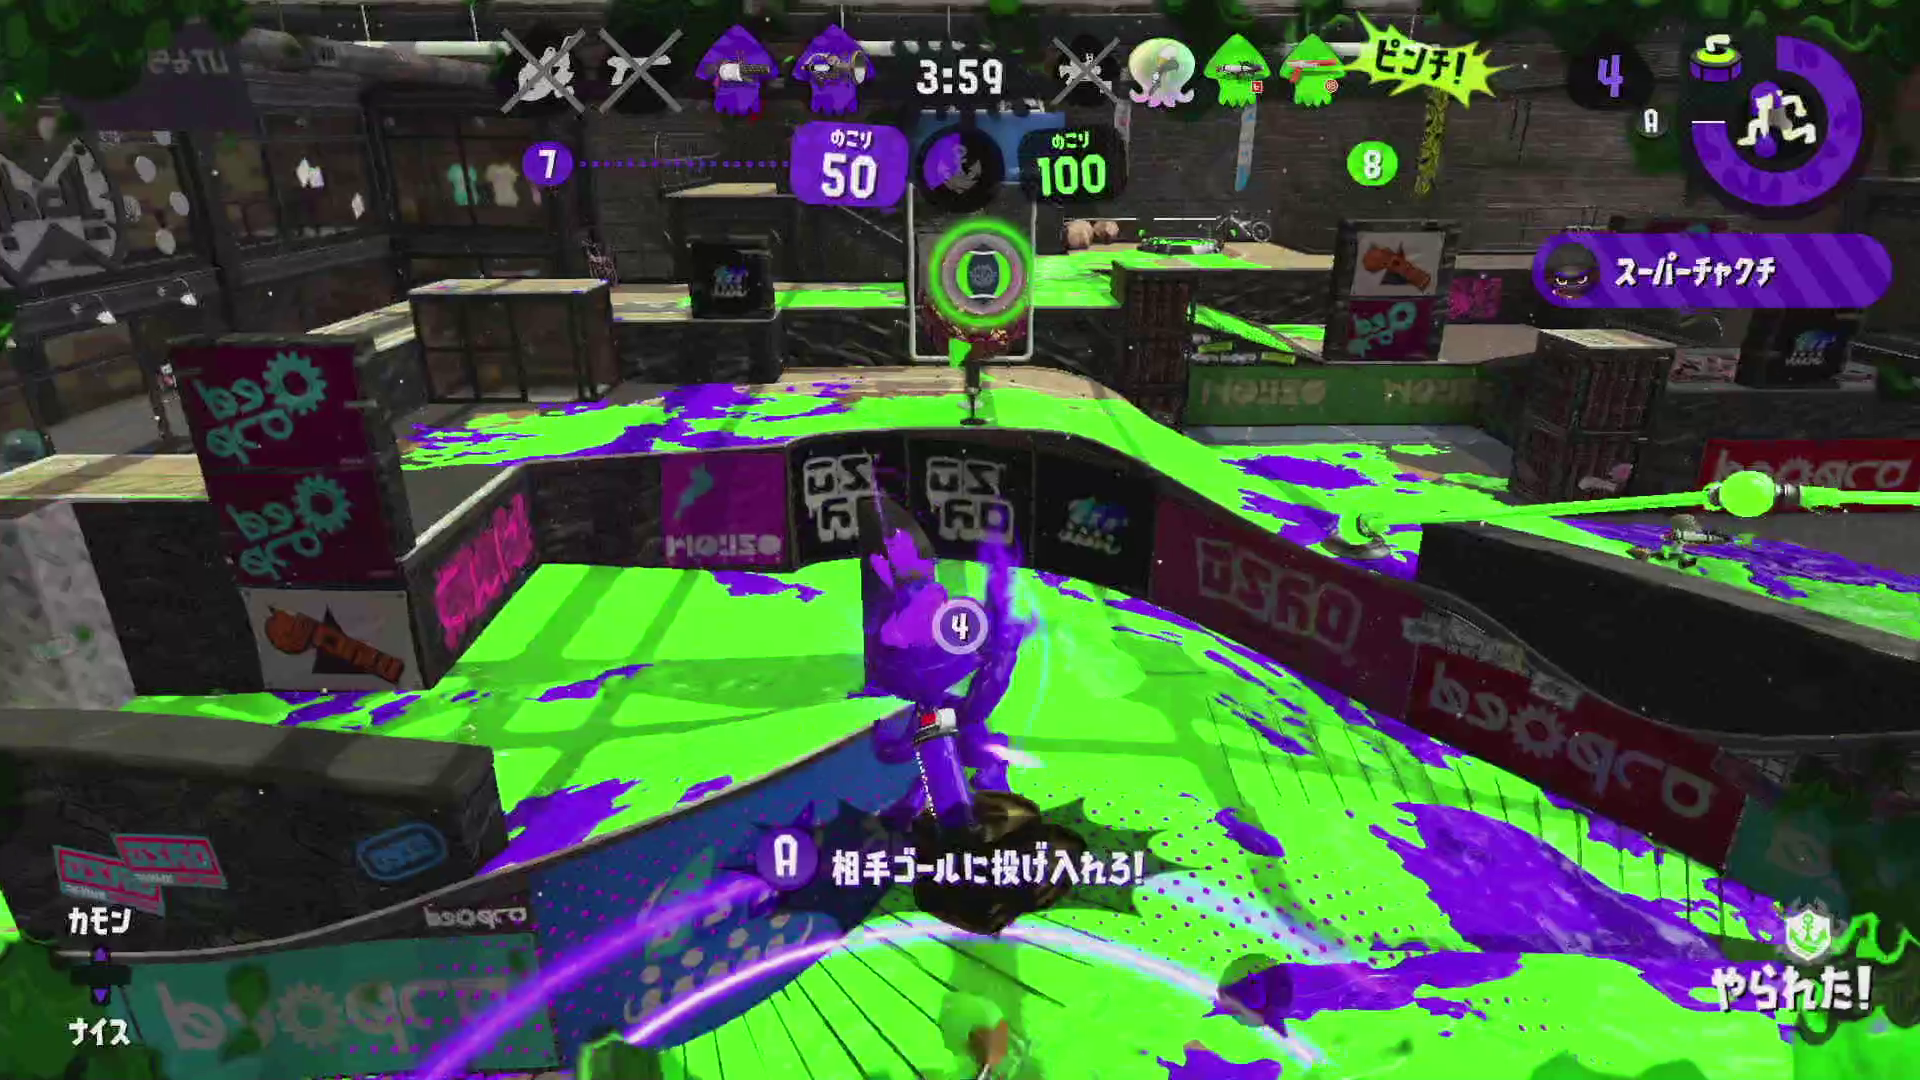 3:59
ピンチ!
4
A
7
のこり
50
のこり
100
8
スーパーチャクチ
4
A 相手ゴールに投げ入れろ!
カモン
ナイス
やられた!